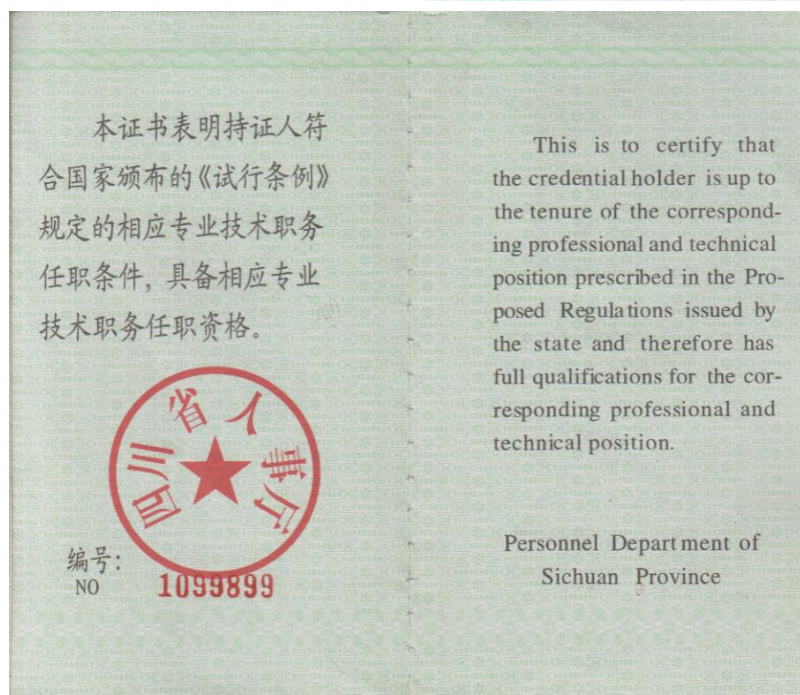 本证书表明持证人符
合国家颁布的《试行条例》
规定的相应专业技术职务
任职条件，具备相应专业
技术职务任职资格。
四川省人事厅
编号：
NO 1099899
This is to certify that
the credential holder is up to
the tenure of the correspond-
ing professional and technical
position prescribed in the Pro-
posed Regulations issued by
the state and therefore has
full qualifications for the cor-
responding professional and
technical position.
Personnel Department of
Sichuan Province